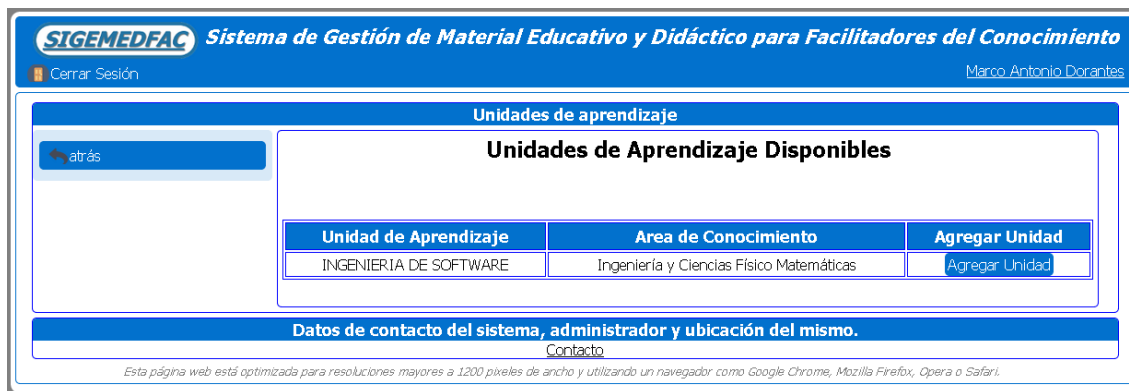 SIGEMEDFAC Sistema de Gestión de Material Educativo y Didáctico para Facilitadores del Conocimiento
Cerrar Sesión Marco Antonio Dorantes
Unidades de aprendizaje
atrás
Unidades de Aprendizaje Disponibles
Unidad de Aprendizaje Area de Conocimiento Agregar Unidad
INGENIERIA DE SOFTWARE Ingeniería y Ciencias Físico Matemáticas Agregar Unidad
Datos de contacto del sistema, administrador y ubicación del mismo.
Contacto
Esta página web está optimizada para resoluciones mayores a 1200 pixeles de ancho y utilizando un navegador como Google Chrome, Mozilla Firefox, Opera o Safari.